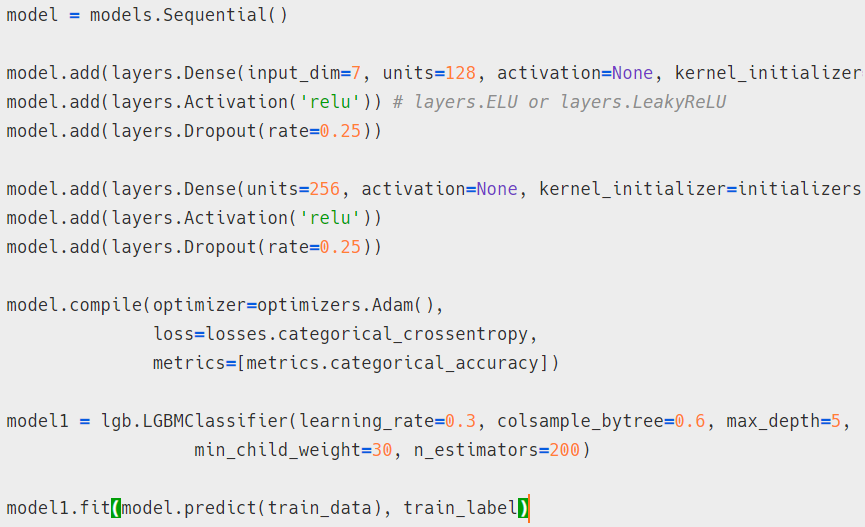 model = models.Sequential()
model.add(layers.Dense(input_dim=7, units=128, activation=None, kernel_initializer
model.add(layers.Activation('relu')) # layers.ELU or layers.LeakyReLU
model.add(layers.Dropout(rate=0.25))
model.add(layers.Dense(units=256, activation=None, kernel_initializer=initializers
model.add(layers.Activation('relu'))
model.add(layers.Dropout(rate=0.25))
model.compile(optimizer=optimizers.Adam(),
loss=losses.categorical_crossentropy,
metrics=[metrics.categorical_accuracy])
model1 = lgb.LGBMClassifier(learning_rate=0.3, colsample_bytree=0.6, max_depth=5,
min_child_weight=30, n_estimators=200)
model1.fit(model.predict(train_data), train_label)